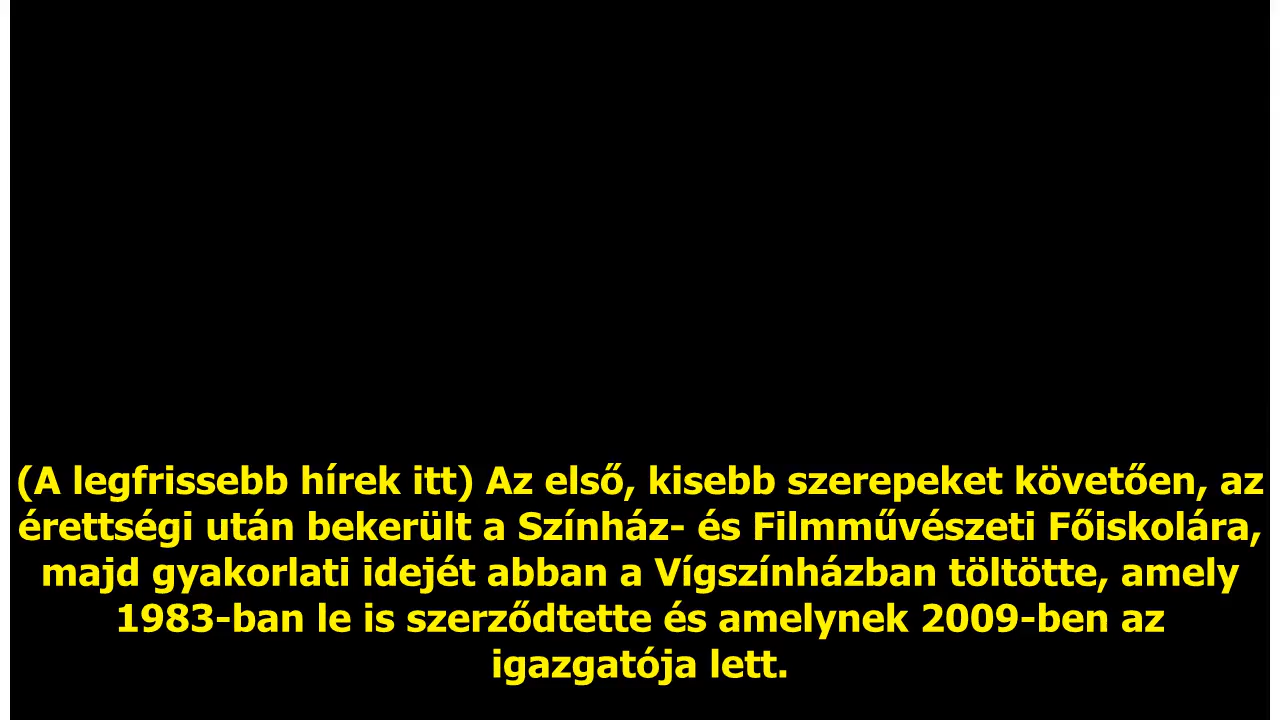 (A legfrissebb hírek itt) Az első, kisebb szerepeket követően, az
érettségi után bekerült a Színház- és Filmművészeti Főiskolára,
majd gyakorlati idejét abban a Vígszínházban töltötte, amely
1983-ban le is szerződtette és amelynek 2009-ben az
igazgatója lett.